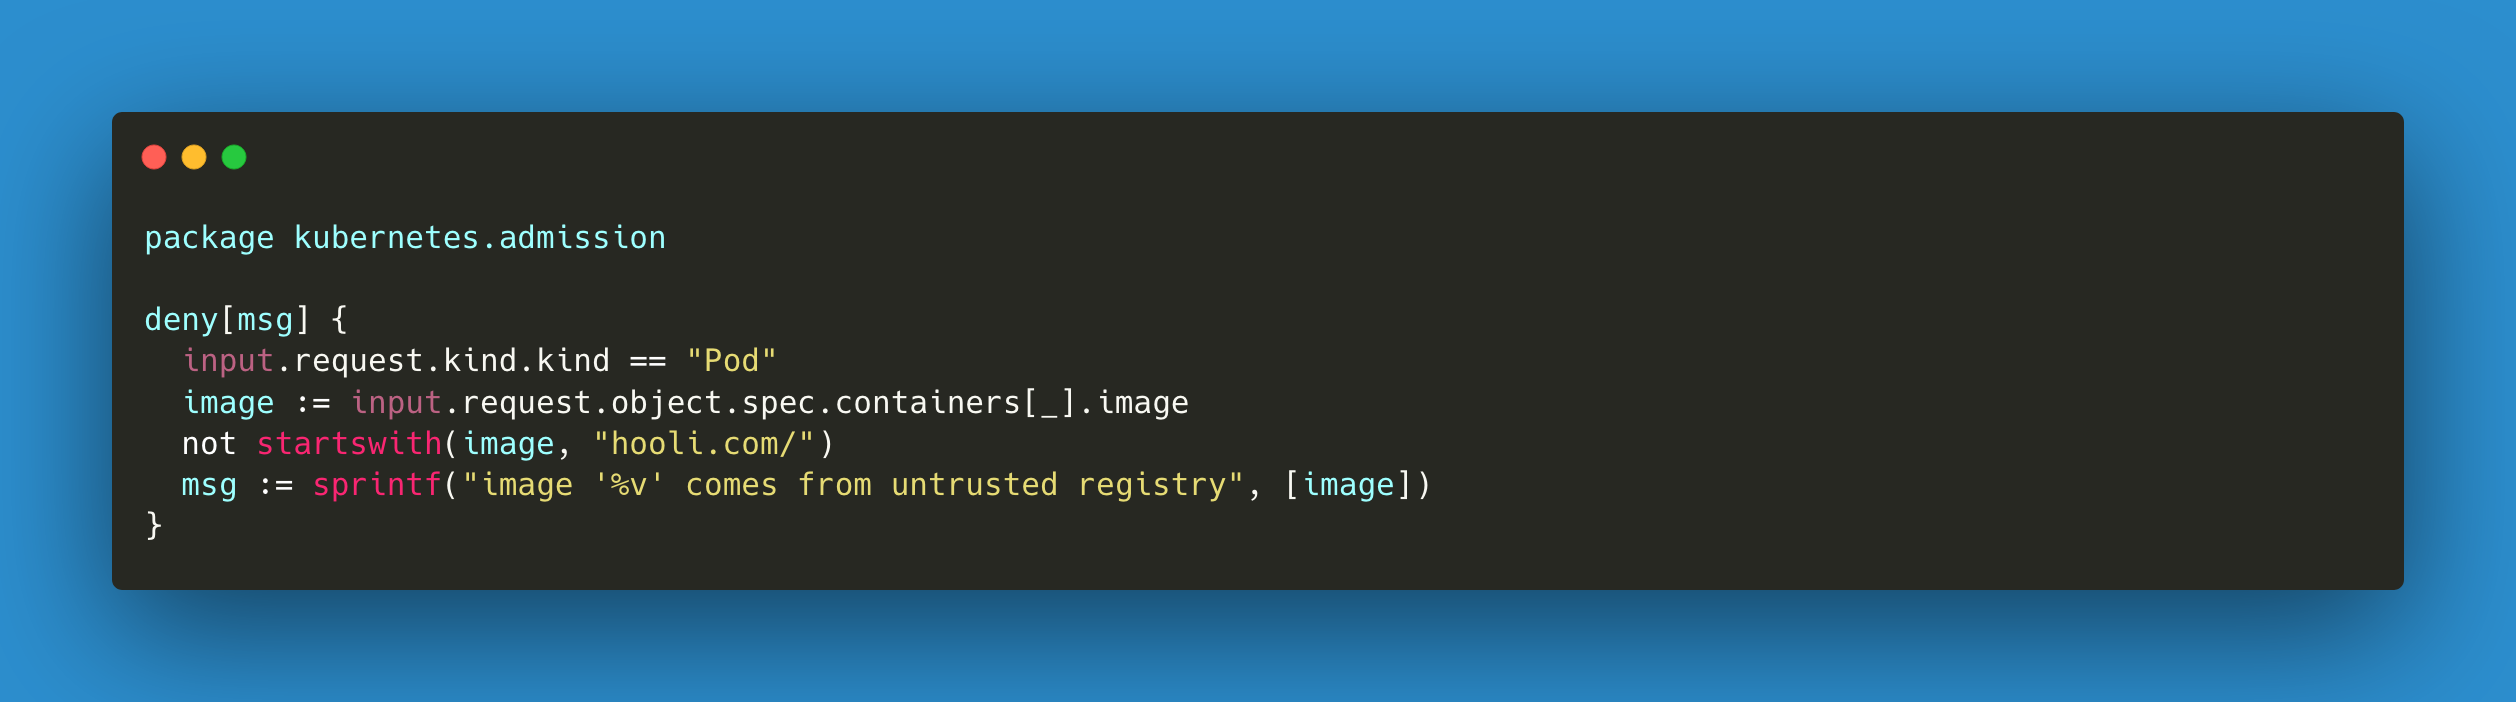 package kubernetes.admission
deny[msg] {
  input.request.kind.kind == "Pod"
  image := input.request.object.spec.containers[_].image
  not startswith(image, "hooli.com/")
  msg := sprintf("image '%v' comes from untrusted registry", [image])
}